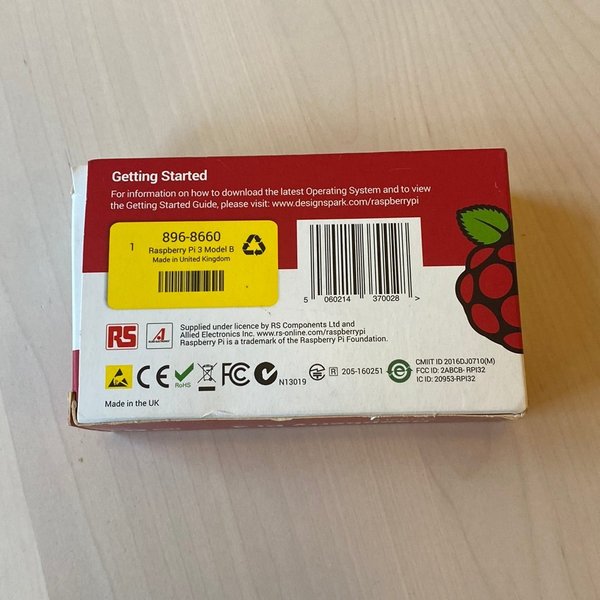 Getting Started
For information on how to download the latest Operating System and to view
the Getting Started Guide, please visit: www.designspark.com/raspberrypi
1
896-8660
Raspberry Pi 3 Model B
Made in United Kingdom
5 060214 370028 >
RS
A
Supplied under licence by RS Components Ltd and
Allied Electronics Inc. www.rs-online.com/raspberrypi
Raspberry Pi is a trademark of the Raspberry Pi Foundation.
CE
RoHS
FC
N13019
R 205-160251
e
CMIIT ID 2016DJ0710(M)
FCC ID: 2ABCB- RPI32
IC ID: 20953-RPI32
Made in the UK